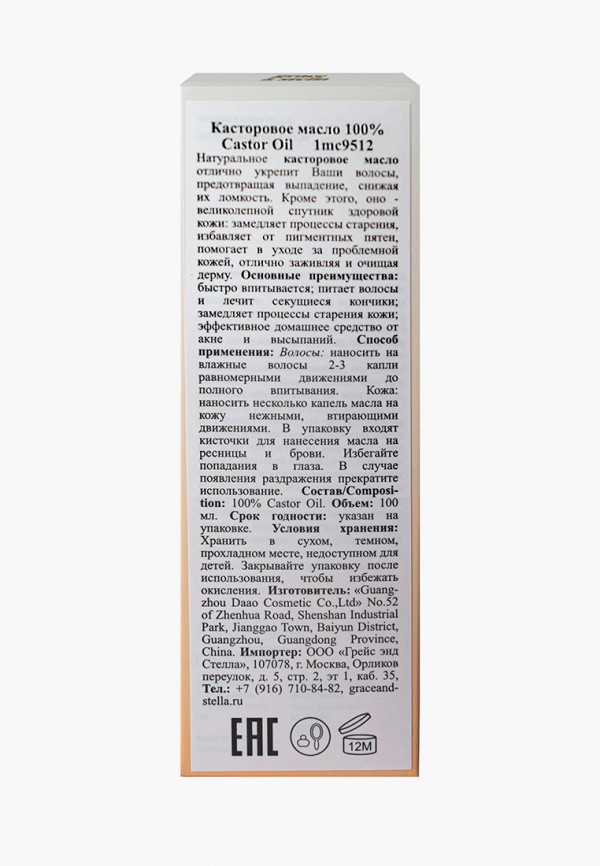 Касторовое масло 100%
Castor Oil 1mc9512
Натуральное касторовое масло
отлично укрепит Ваши волосы,
предотвращая выпадение, снижая
их ломкость. Кроме этого, оно -
великолепной спутник здоровой
кожи: замедляет процессы старения,
избавляет от пигментных пятен,
помогает в уходе за проблемной
кожей, отлично заживляя и очищая
дерму. Основные преимущества:
быстро впитывается; питает волосы
и лечит секущиеся кончики;
замедляет процессы старения кожи;
эффективное домашнее средство от
акне и высыпаний. Способ
применения: Волосы: наносить на
влажные волосы 2-3 капли
равномерными движениями до
полного впитывания. Кожа:
наносить несколько капель масла на
кожу нежными, втирающими
движениями. В упаковку входят
кисточки для нанесения масла на
ресницы и брови. Избегайте
попадания в глаза. В случае
появления раздражения прекратите
использование. Состав/Composi-
tion: 100% Castor Oil. Объем: 100
мл. Срок годности: указан на
упаковке. Условия хранения:
Хранить в сухом, темном,
прохладном месте, недоступном для
детей. Закрывайте упаковку после
использования, чтобы избежать
окисления. Изготовитель: «Guang-
zhou Daao Cosmetic Co.,Ltd» No.52
of Zhenhua Road, Shenshan Industrial
Park, Jianggao Town, Baiyun District,
Guangzhou, Guangdong Province,
China. Импортер: ООО «Грейс энд
Стелла», 107078, г. Москва, Орликов
переулок, д. 5, стр. 2, эт 1, каб. 35,
Тел.: +7 (916) 710-84-82, graceand-
stella.ru
EAC
12M